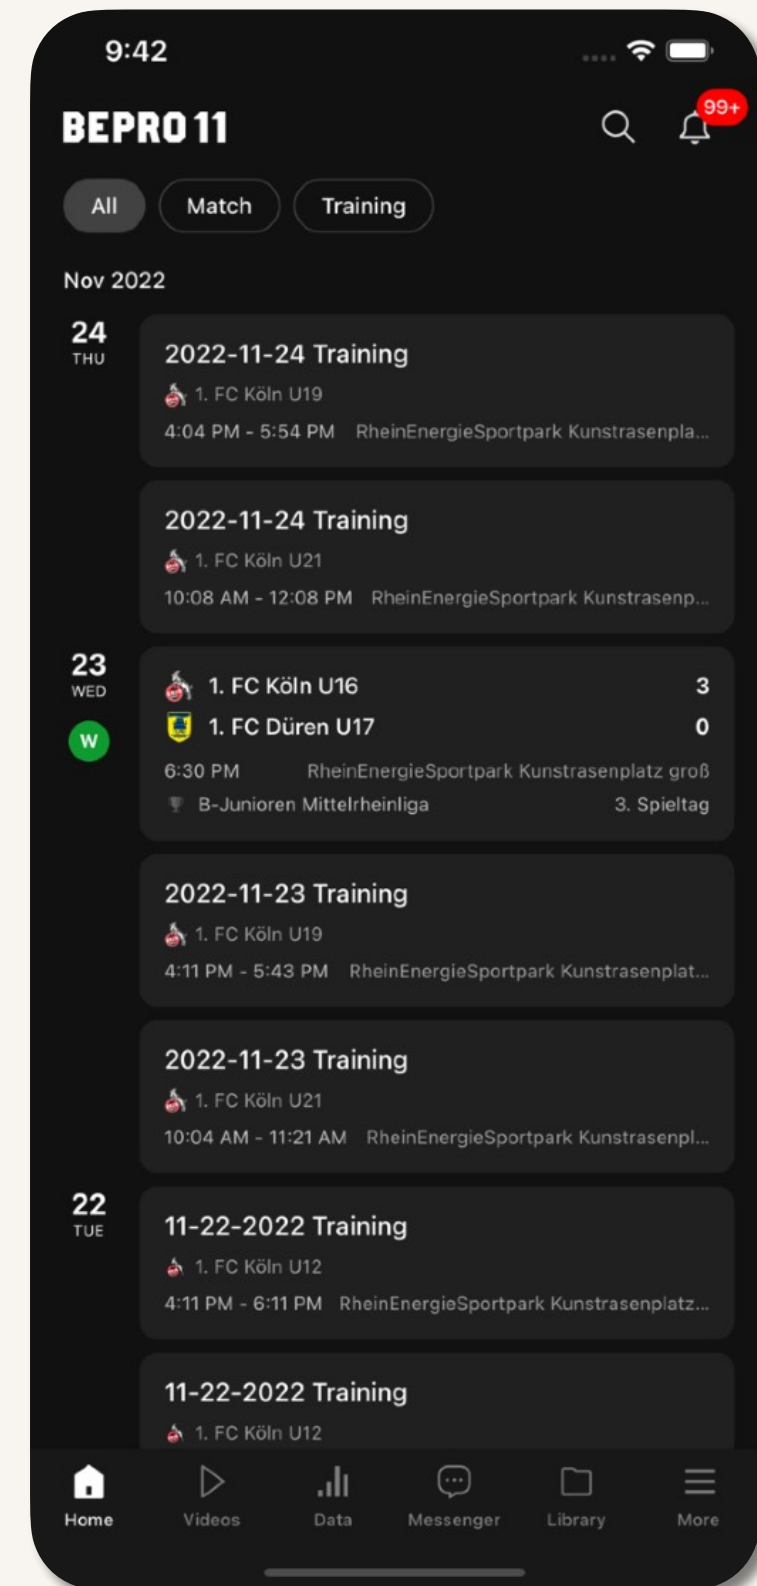 9:42
BEPRO11
99+
All Match Training
Nov 2022
24
THU
2022-11-24 Training
1. FC Köln U19
4:04 PM - 5:54 PM RheinEnergieSportpark Kunstrasenpla...
2022-11-24 Training
1. FC Köln U21
10:08 AM - 12:08 PM RheinEnergieSportpark Kunstrasenp...
23
WED
W
1. FC Köln U16 3
1. FC Düren U17 0
6:30 PM RheinEnergieSportpark Kunstrasenplatz groß
B-Junioren Mittelrheinliga 3. Spieltag
2022-11-23 Training
1. FC Köln U19
4:11 PM - 5:43 PM RheinEnergieSportpark Kunstrasenplat...
2022-11-23 Training
1. FC Köln U21
10:04 AM - 11:21 AM RheinEnergieSportpark Kunstrasenpl...
22
TUE
11-22-2022 Training
1. FC Köln U12
4:11 PM - 6:11 PM RheinEnergieSportpark Kunstrasenplatz...
11-22-2022 Training
1. FC Köln U12
Home Videos Data Messenger Library More